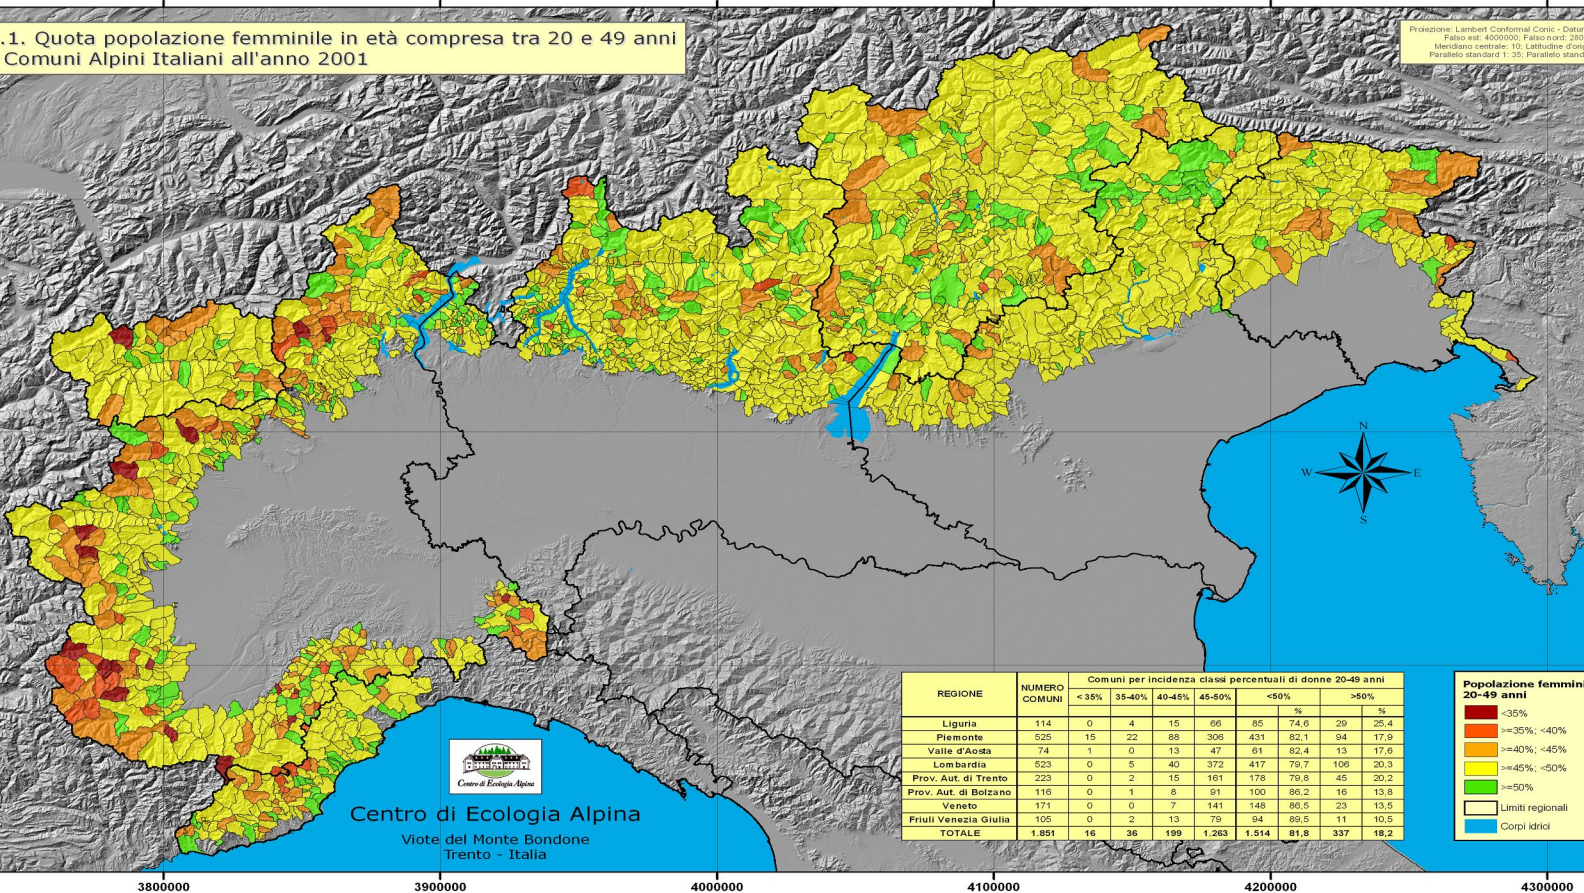 .1. Quota popolazione femminile in età compresa tra 20 e 49 anni
Comuni Alpini Italiani all'anno 2001
Proiezione: Lambert Conformal Conic - Datur
Falso est: 4000000; Falso nord: 280
Meridiano centrale: 10; Latitudine d'ori
Parallelo standard 1: 35; Parallelo stand
N
W E
S
REGIONE NUMERO COMUNI Comuni per incidenza classi percentuali di donne 20-49 anni
< 35% 35-40% 40-45% 45-50% <50% >50%
% %
Liguria 114 0 4 15 66 85 74,6 29 25,4
Piemonte 525 15 22 88 306 431 82,1 94 17,9
Valle d'Aosta 74 1 0 13 47 61 82,4 13 17,6
Lombardia 523 0 5 40 372 417 79,7 106 20,3
Prov. Aut. di Trento 223 0 2 15 161 178 79,8 45 20,2
Prov. Aut. di Bolzano 116 0 1 8 91 100 86,2 16 13,8
Veneto 171 0 0 7 141 148 86,5 23 13,5
Friuli Venezia Giulia 105 0 2 13 79 94 89,5 11 10,5
TOTALE 1.851 16 36 199 1.263 1.514 81,8 337 18,2
Popolazione femmini
20-49 anni
<35%
>=35%; <40%
>=40%; <45%
>=45%; <50%
>=50%
Limiti regionali
Corpi idrici
Centro di Ecologia Alpina
Centro di Ecologia Alpina
Viote del Monte Bondone
Trento - Italia
3800000 3900000 4000000 4100000 4200000 4300000